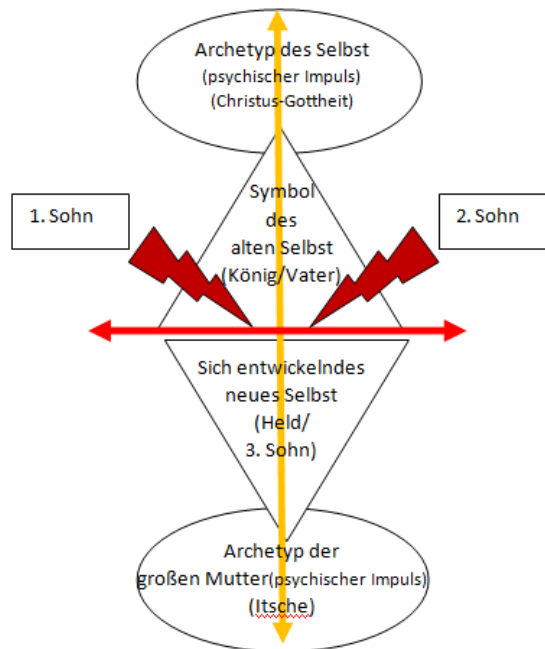 Archetyp des Selbst
(psychischer Impuls)
(Christus-Gottheit)
1. Sohn
2. Sohn
Symbol
des
alten Selbst
(König/Vater)
Sich entwickelndes
neues Selbst
(Held/
3. Sohn)
Archetyp der
großen Mutter(psychischer Impuls)
(Itsche)